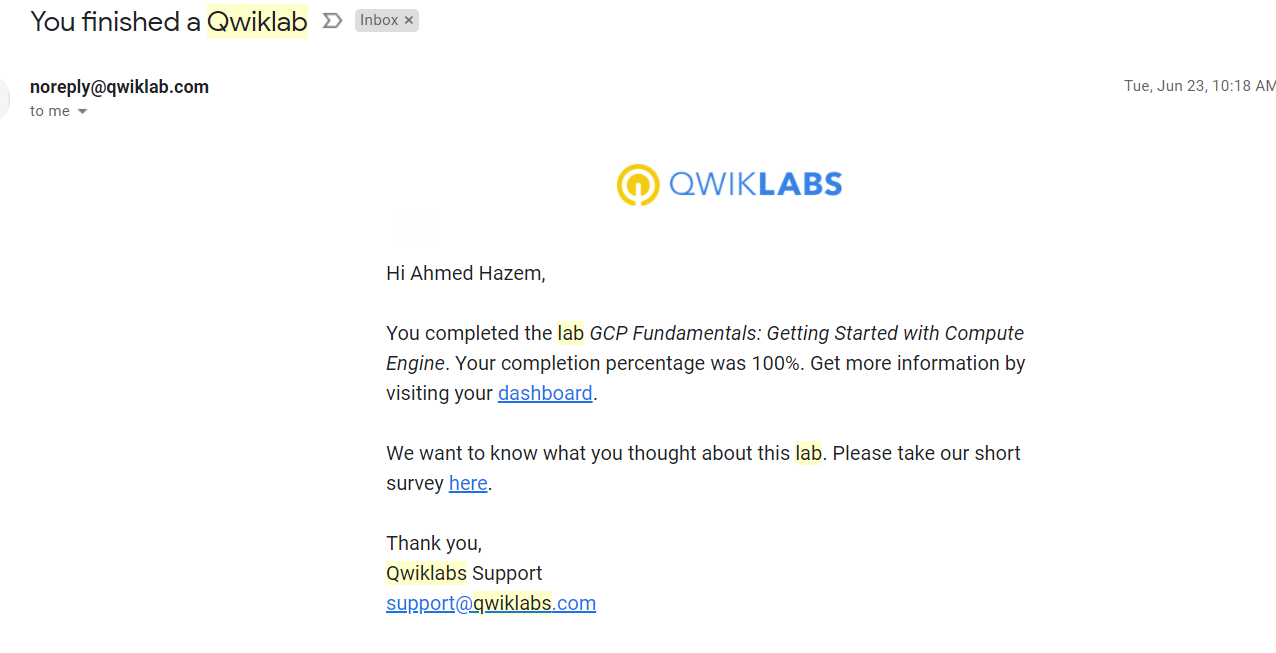 You finished a Qwiklab
Inbox ×
noreply@qwiklab.com
Tue, Jun 23, 10:18 AM
to me
QWIKLABS
Hi Ahmed Hazem,
You completed the lab GCP Fundamentals: Getting Started with Compute
Engine. Your completion percentage was 100%. Get more information by
visiting your dashboard.
We want to know what you thought about this lab. Please take our short
survey here.
Thank you,
Qwiklabs Support
support@qwiklabs.com